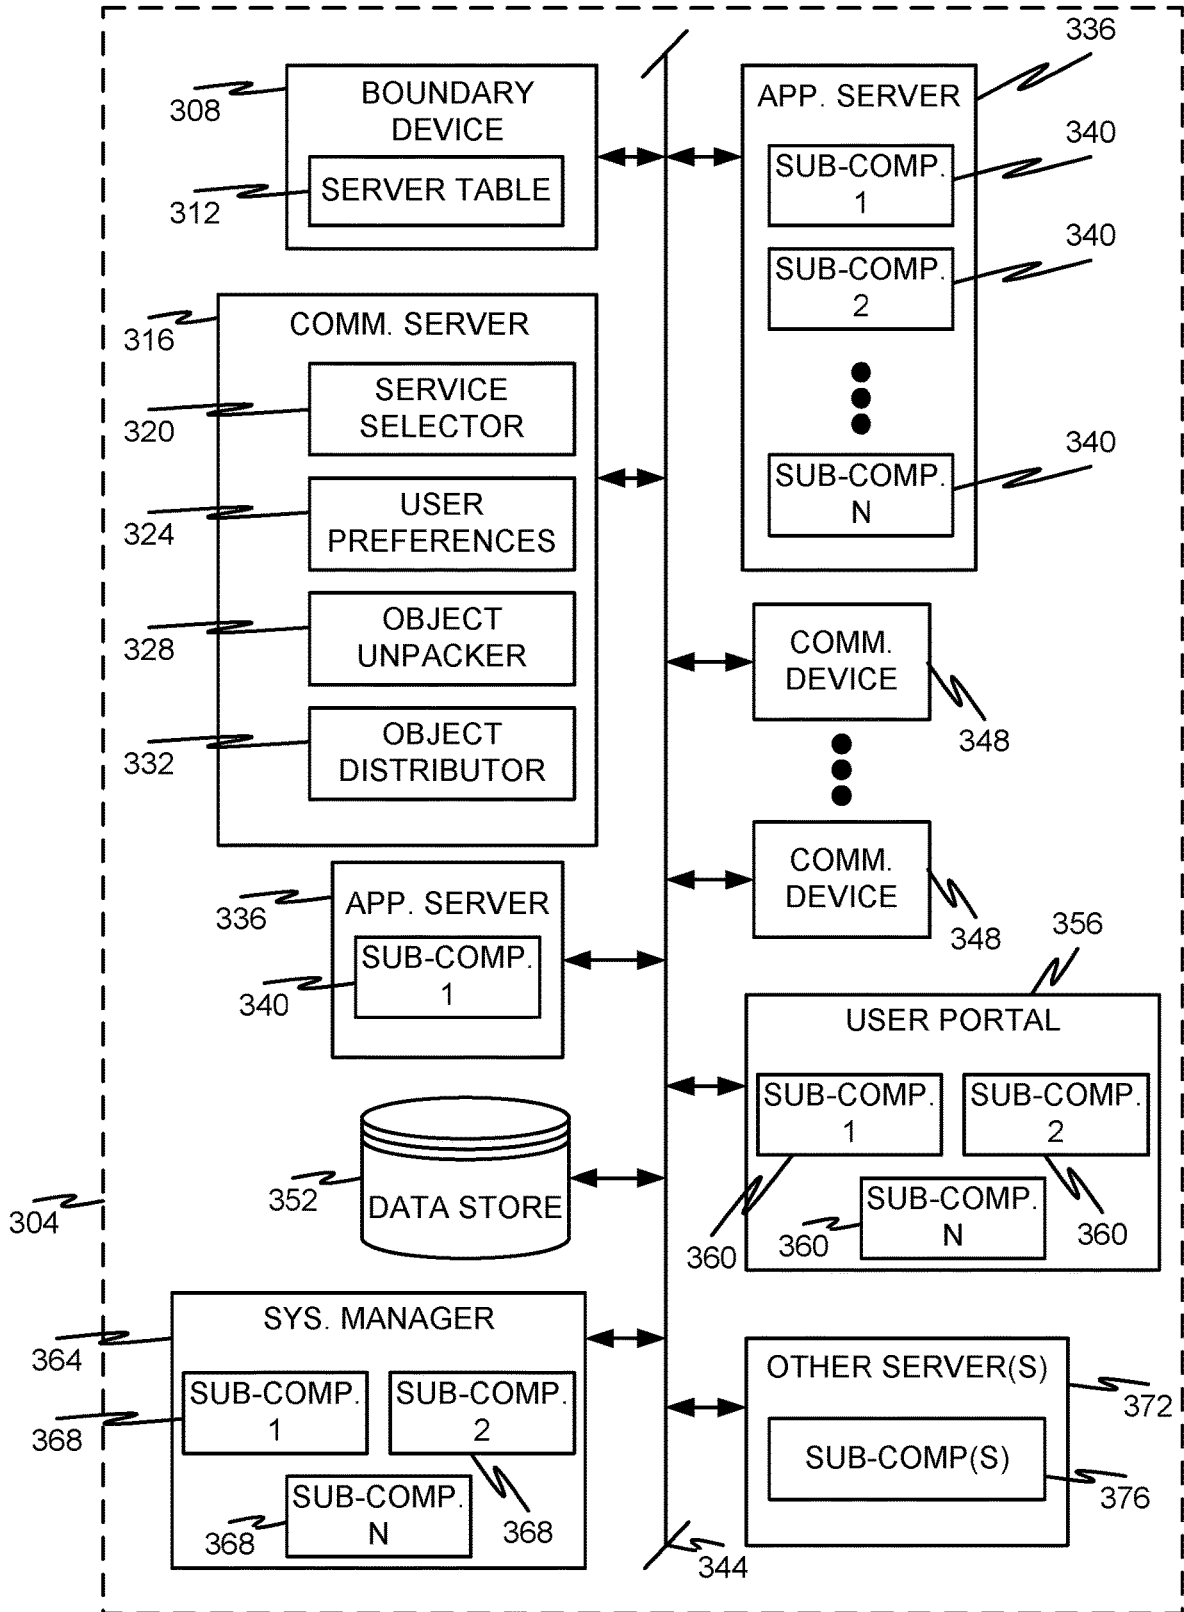 336
308
BOUNDARY
DEVICE
APP. SERVER
312
SERVER TABLE
SUB-COMP.
1
340
SUB-COMP.
2
340
316
COMM. SERVER
320
SERVICE
SELECTOR
SUB-COMP.
N
340
324
USER
PREFERENCES
328
OBJECT
UNPACKER
COMM.
DEVICE
348
332
OBJECT
DISTRIBUTOR
COMM.
DEVICE
348
336
APP. SERVER
340
SUB-COMP.
1
356
USER PORTAL
SUB-COMP.
1
SUB-COMP.
2
352
DATA STORE
304
360
360
SUB-COMP.
N
360
364
SYS. MANAGER
368
SUB-COMP.
1
SUB-COMP.
2
368
SUB-COMP.
N
368
OTHER SERVER(S)
372
SUB-COMP(S)
376
344